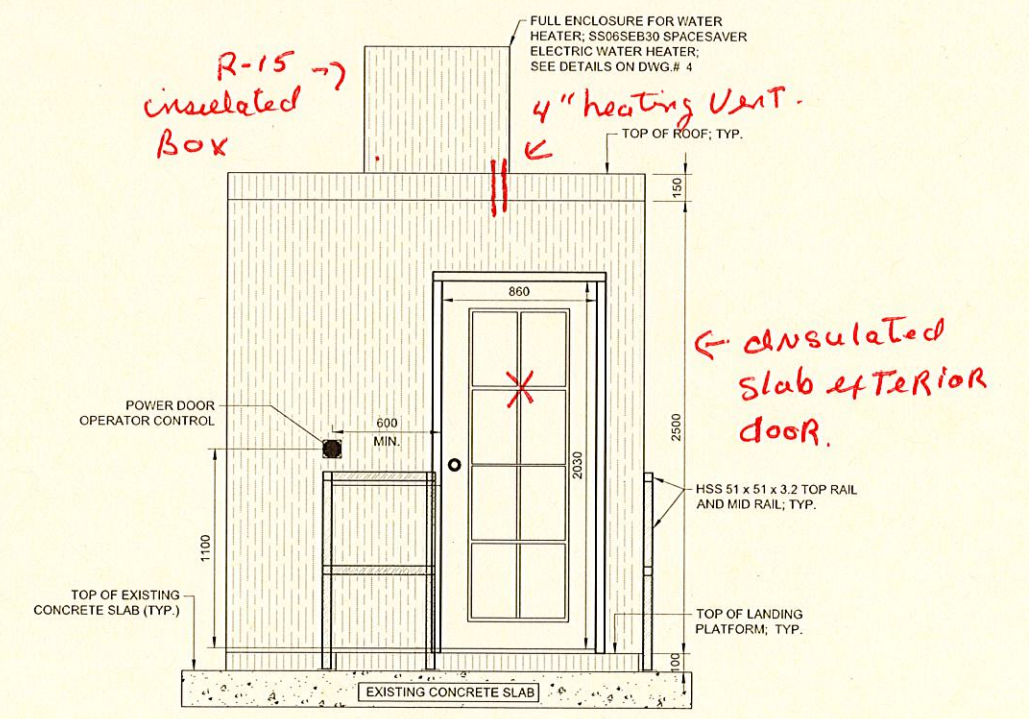 FULL ENCLOSURE FOR WATER
HEATER; SS06SEB30 SPACESAVER
ELECTRIC WATER HEATER;
SEE DETAILS ON DWG.# 4
R-15
insulated
Box
4" heating Vent.
TOP OF ROOF; TYP.
150
860
Insulated
slab exTeRioR
dooR.
POWER DOOR
OPERATOR CONTROL
600
MIN.
2500
2030
HSS 51 x 51 x 3.2 TOP RAIL
AND MID RAIL; TYP.
1100
TOP OF EXISTING
CONCRETE SLAB (TYP.)
TOP OF LANDING
PLATFORM; TYP.
100
EXISTING CONCRETE SLAB